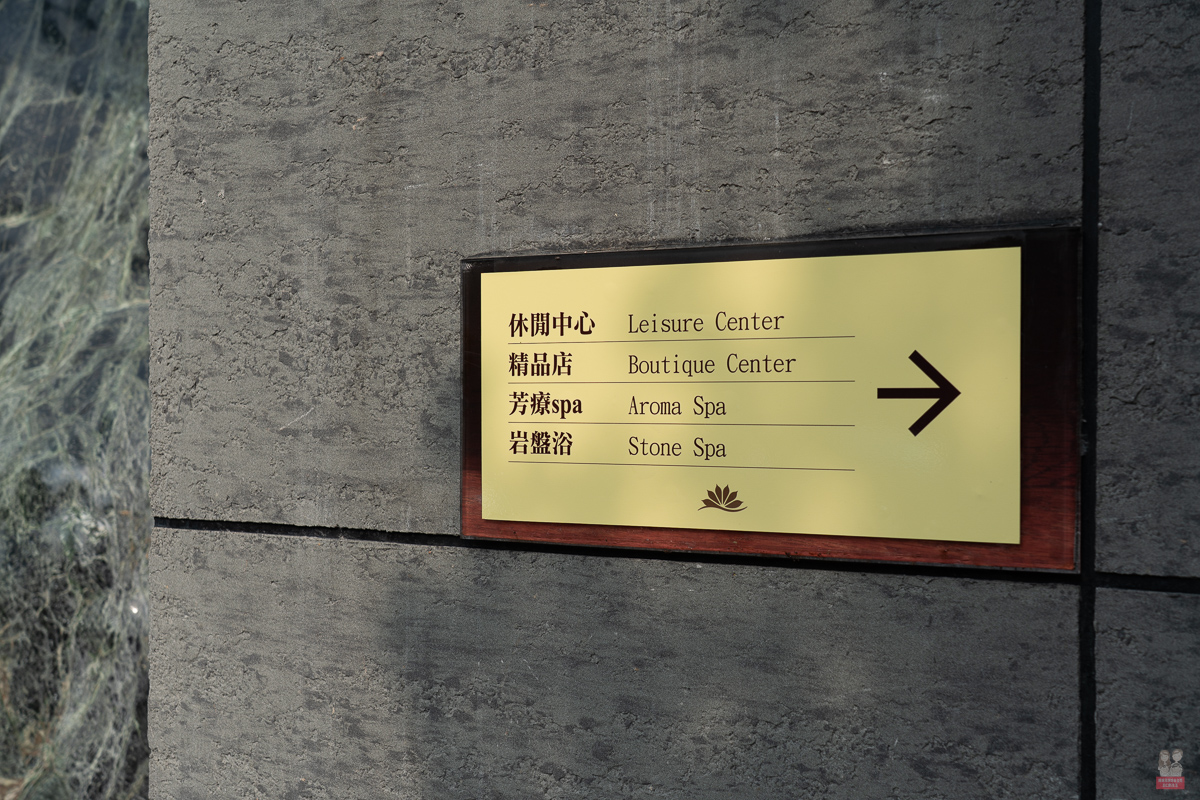 休閒中心 Leisure Center
精品店 Boutique Center
芳療spa Aroma Spa
岩盤浴 Stone Spa